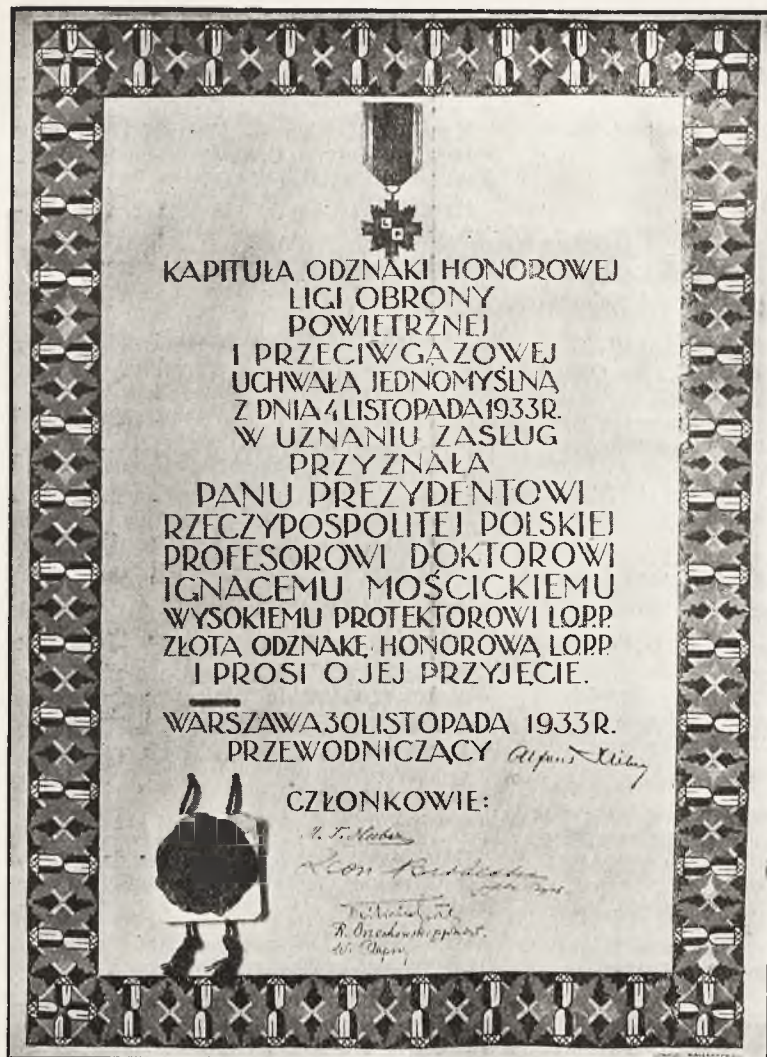 L
P
KAPITUŁA ODZNAKI HONOROWEJ
LIGI OBRONY
POWIETRZNEJ
I PRZECIWGAZOWEJ
UCHWAŁĄ JEDNOMYŚLNĄ
Z DNIA 4 LISTOPADA 1933 R.
W UZNANIU ZASŁUG
PRZYZNAŁA
PANU PREZYDENTOWI
RZECZYPOSPOLITEJ POLSKIEJ
PROFESOROWI DOKTOROWI
IGNACEMU MOŚCICKIEMU
WYSOKIEMU PROTEKTOROWI L.O.P.P.
ZŁOTĄ ODZNAKĘ HONOROWĄ L.O.P.P.
I PROSI O JEJ PRZYJĘCIE.
WARSZAWA 30 LISTOPADA 1933 R.
PRZEWODNICZĄCY Alfons
CZŁONKOWIE:
Leon